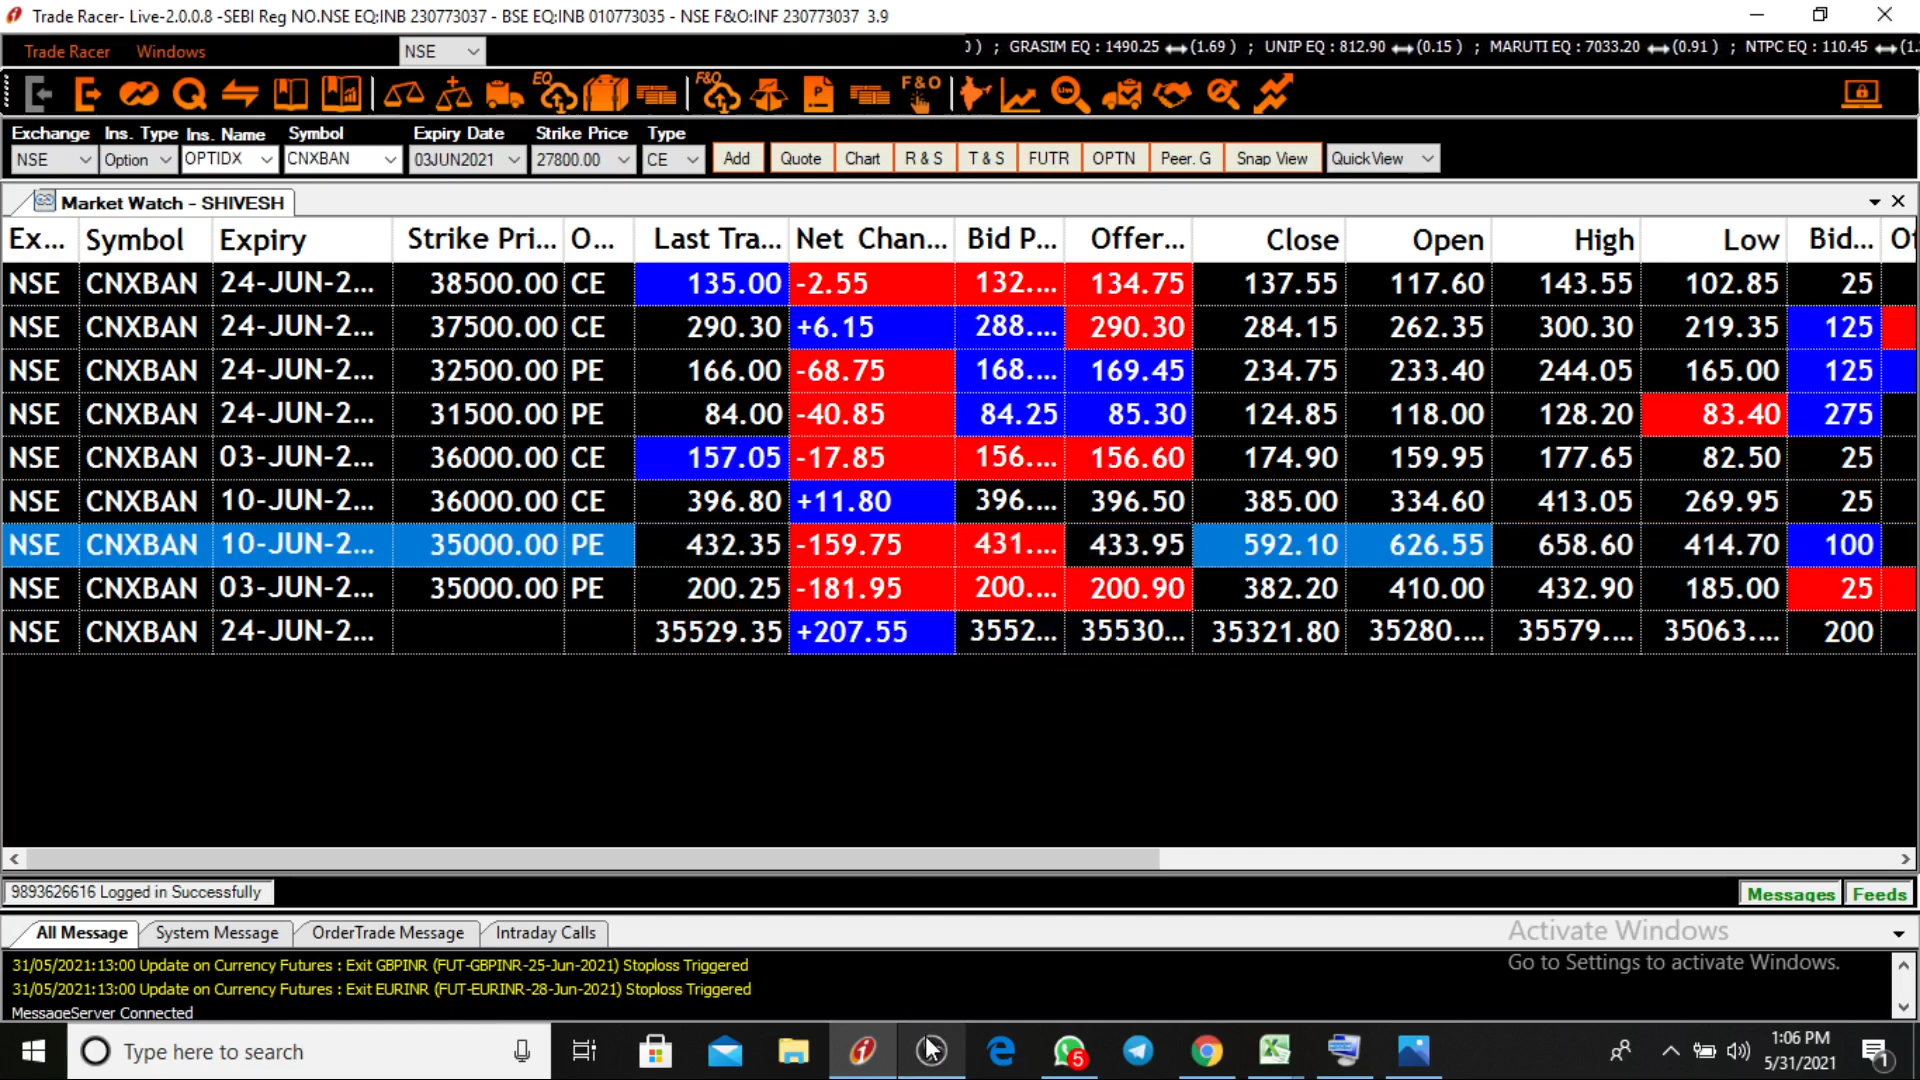 Trade Racer- Live-2.0.0.8 -SEBI Reg NO.NSE EQ:INB 230773037 - BSE EQ:INB 010773035 - NSE F&O:INF 230773037 3.9
Trade Racer Windows NSE ) ; GRASIM EQ : 1490.25 (1.69 ) ; UNIP EQ : 812.90 (0.15 ) ; MARUTI EQ : 7033.20 (0.91 ) ; NTPC EQ : 110.45 (1.
EQ F&O P F&O Live
Exchange Ins. Type Ins. Name Symbol Expiry Date Strike Price Type
NSE Option OPTIDX CNXBAN 03JUN2021 27800.00 CE Add Quote Chart R & S T & S FUTR OPTN Peer. G Snap View QuickView
Market Watch - SHIVESH
Ex... Symbol Expiry Strike Pri... O... Last Tra... Net Chan... Bid P... Offer... Close Open High Low Bid...
NSE CNXBAN 24-JUN-2... 38500.00 CE 135.00 -2.55 132.... 134.75 137.55 117.60 143.55 102.85 25
NSE CNXBAN 24-JUN-2... 37500.00 CE 290.30 +6.15 288.... 290.30 284.15 262.35 300.30 219.35 125
NSE CNXBAN 24-JUN-2... 32500.00 PE 166.00 -68.75 168.... 169.45 234.75 233.40 244.05 165.00 125
NSE CNXBAN 24-JUN-2... 31500.00 PE 84.00 -40.85 84.25 85.30 124.85 118.00 128.20 83.40 275
NSE CNXBAN 03-JUN-2... 36000.00 CE 157.05 -17.85 156.... 156.60 174.90 159.95 177.65 82.50 25
NSE CNXBAN 10-JUN-2... 36000.00 CE 396.80 +11.80 396.... 396.50 385.00 334.60 413.05 269.95 25
NSE CNXBAN 10-JUN-2... 35000.00 PE 432.35 -159.75 431.... 433.95 592.10 626.55 658.60 414.70 100
NSE CNXBAN 03-JUN-2... 35000.00 PE 200.25 -181.95 200.... 200.90 382.20 410.00 432.90 185.00 25
NSE CNXBAN 24-JUN-2... 35529.35 +207.55 3552... 35530... 35321.80 35280.... 35579.... 35063.... 200
9893626616 Logged in Successfully Messages Feeds
All Message System Message OrderTrade Message Intraday Calls
Activate Windows
Go to Settings to activate Windows.
31/05/2021:13:00 Update on Currency Futures : Exit GBPINR (FUT-GBPINR-25-Jun-2021) Stoploss Triggered
31/05/2021:13:00 Update on Currency Futures : Exit EURINR (FUT-EURINR-28-Jun-2021) Stoploss Triggered
MessageServer Connected
Type here to search 5 1:06 PM
5/31/2021 1